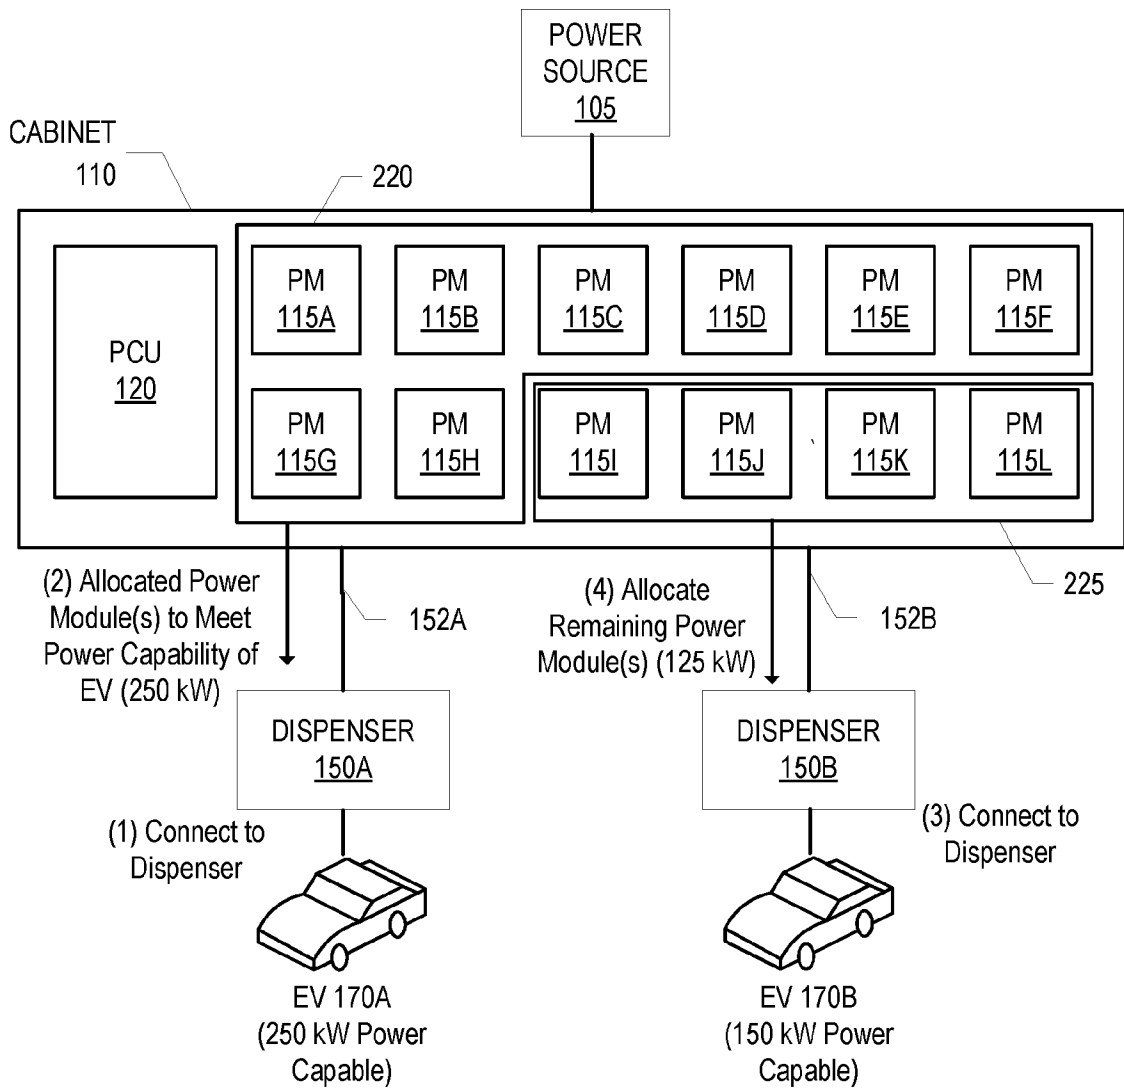 POWER
SOURCE
105
CABINET
110
220
PM
115A
PM
115B
PM
115C
PM
115D
PM
115E
PM
115F
PCU
120
PM
115G
PM
115H
PM
115I
PM
115J
PM
115K
PM
115L
(2) Allocated Power
Module(s) to Meet
Power Capability of
EV (250 kW)
152A
(4) Allocate
Remaining Power
Module(s) (125 kW)
152B
225
DISPENSER
150A
DISPENSER
150B
(1) Connect to
Dispenser
(3) Connect to
Dispenser
EV 170A
(250 kW Power
Capable)
EV 170B
(150 kW Power
Capable)